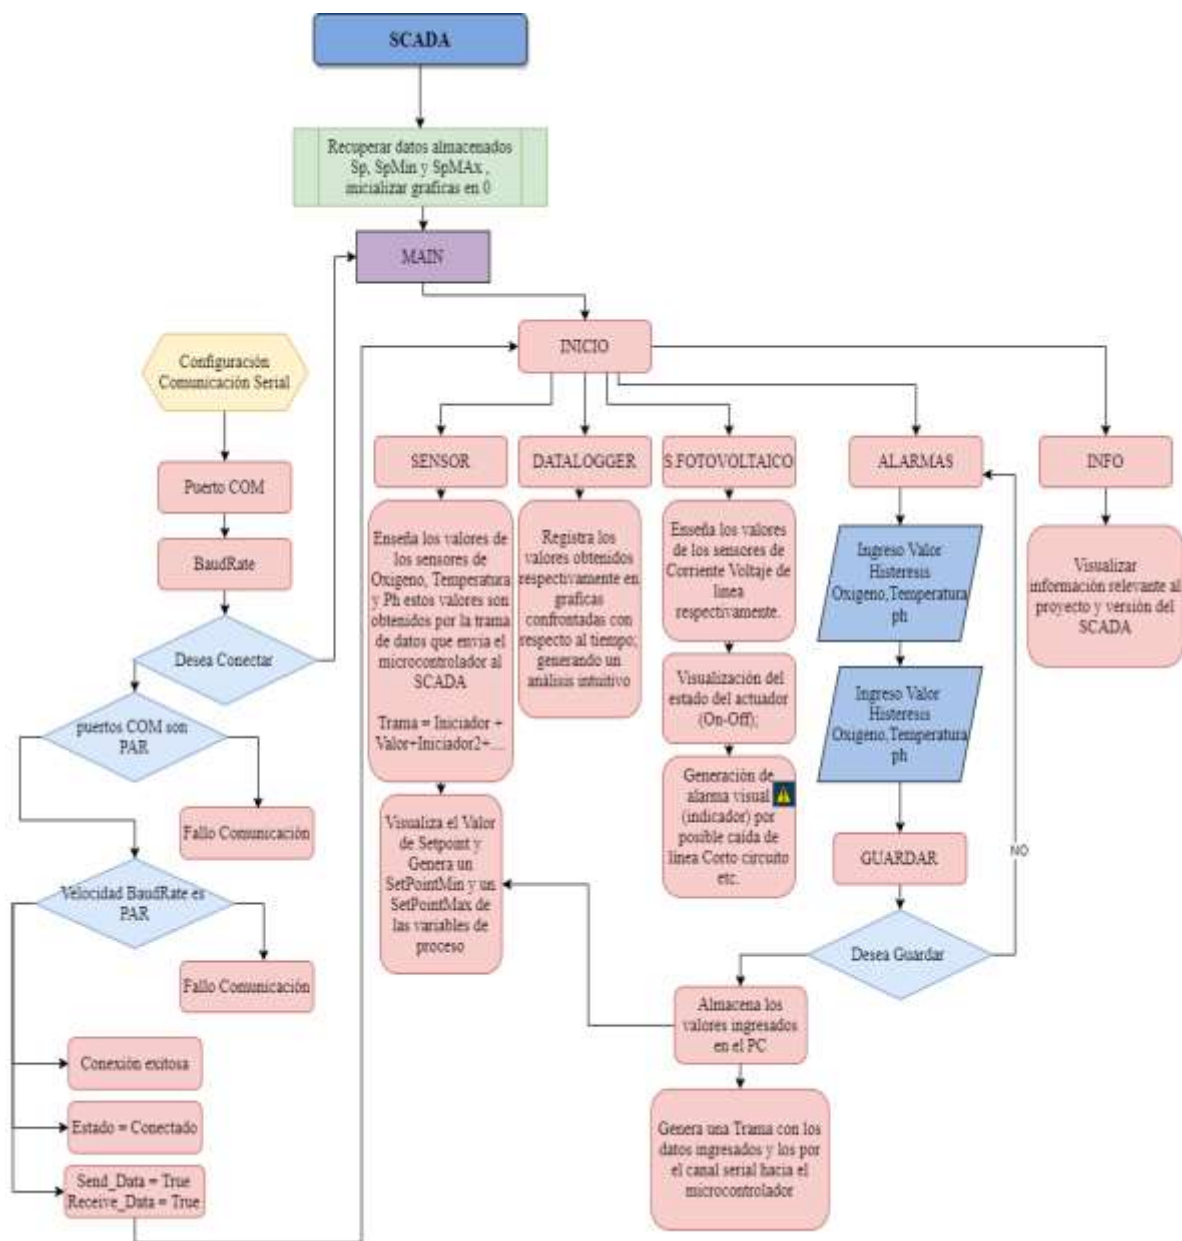 SCADA
Recuperar datos almacenados
Sp, SpMin y SpMAx ,
inicializar graficas en 0
MAIN
INICIO
Configuración
Comunicación Serial
Puerto COM
BaudRate
Desea Conectar
puertos COM son
PAR
Fallo Comunicación
Velocidad BaudRate es
PAR
Fallo Comunicación
Conexión exitosa
Estado = Conectado
Send_Data = True
Receive_Data = True
SENSOR
Enseña los valores de
los sensores de
Oxigeno, Temperatura
y Ph estos valores son
obtenidos por la trama
de datos que envia el
microcontrolador al
SCADA
Trama = Iniciador +
Valor+Iniciador2+....
Visualiza el Valor
de Setpoint y
Genera un
SetPointMin y un
SetPointMax de
las variables de
proceso
DATALOGGER
Registra los
valores obtenidos
respectivamente en
graficas
confrontadas con
respecto al tiempo;
generando un
análisis intuitivo
S.FOTOVOLTAICO
Enseña los valores
de los sensores de
Corriente Voltaje de
linea
respectivamente.
Visualización del
estado del actuador
(On-Off);
Generación de
alarma visual
(indicador) por
posible caída de
linea Corto circuito
etc.
ALARMAS
Ingreso Valor
Histeresis
Oxigeno,Temperatura
ph
Ingreso Valor
Histeresis
Oxigeno,Temperatura
ph
GUARDAR
NO
Desea Guardar
Almacena los
valores ingresados
en el PC
Genera una Trama con los
datos ingresados y los por
el canal serial hacia el
microcontrolador
INFO
Visualizar
información relevante al
proyecto y versión del
SCADA